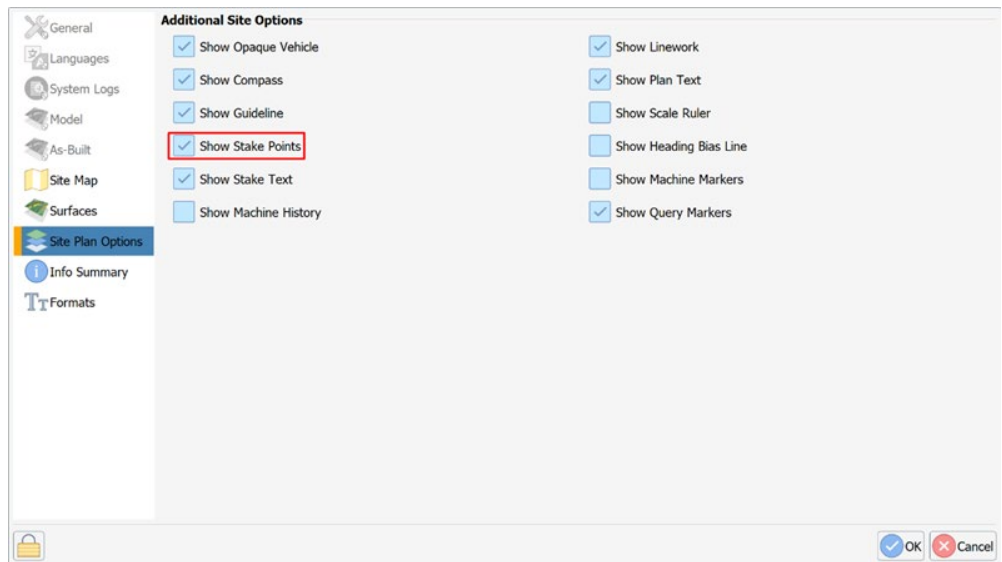 General
Languages
System Logs
Model
As-Built
Site Map
Surfaces
Site Plan Options
Info Summary
Formats
Additional Site Options
Show Opaque Vehicle
Show Compass
Show Guideline
Show Stake Points
Show Stake Text
Show Machine History
Show Linework
Show Plan Text
Show Scale Ruler
Show Heading Bias Line
Show Machine Markers
Show Query Markers
OK
Cancel